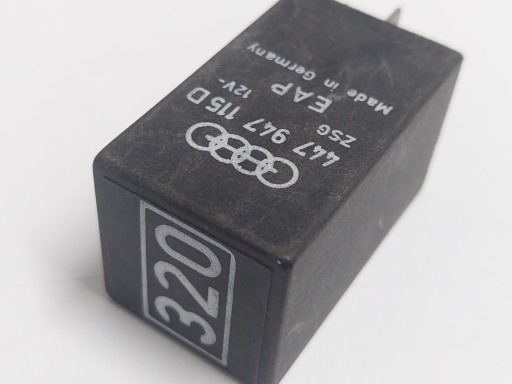 447 947 115 D
ZSG 12V-
EAP
Made in Germany
320